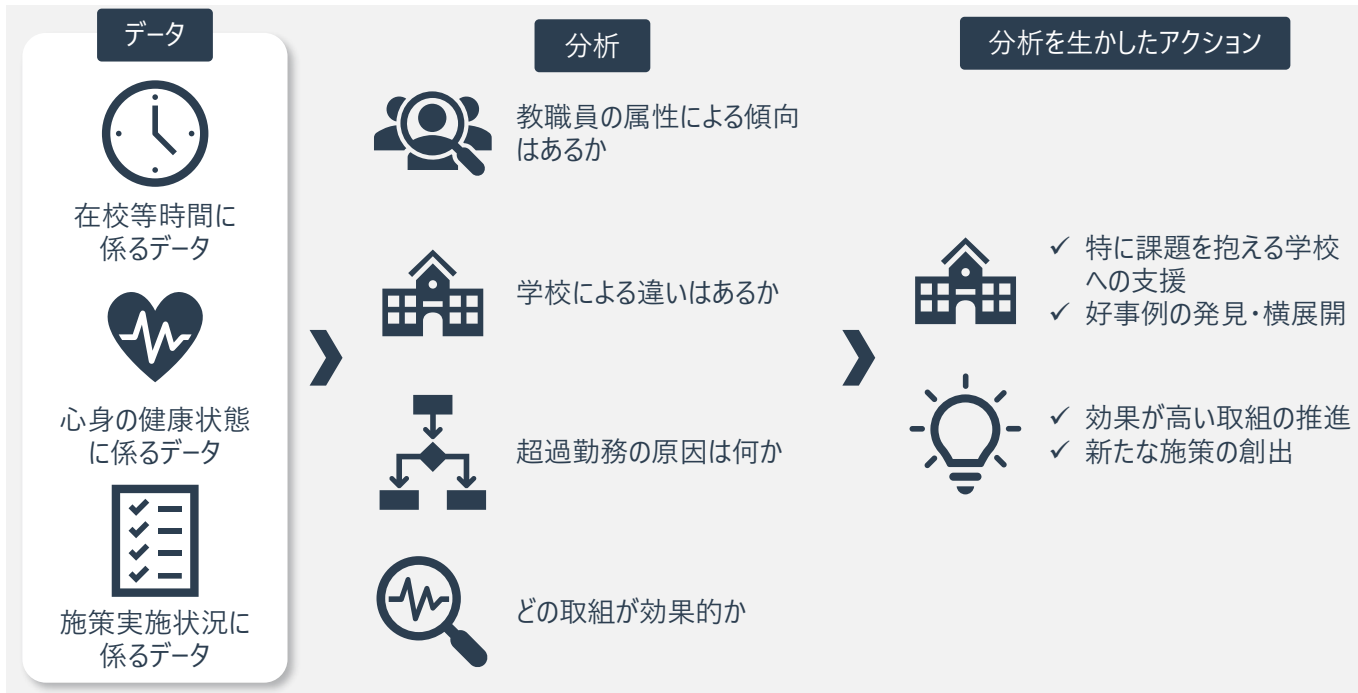 データ
在校等時間に
係るデータ
心身の健康状態
に係るデータ
施策実施状況に
係るデータ
分析
教職員の属性による傾向
はあるか
学校による違いはあるか
超過勤務の原因は何か
どの取組が効果的か
分析を生かしたアクション
✓ 特に課題を抱える学校
への支援
✓ 好事例の発見・横展開
✓ 効果が高い取組の推進
✓ 新たな施策の創出